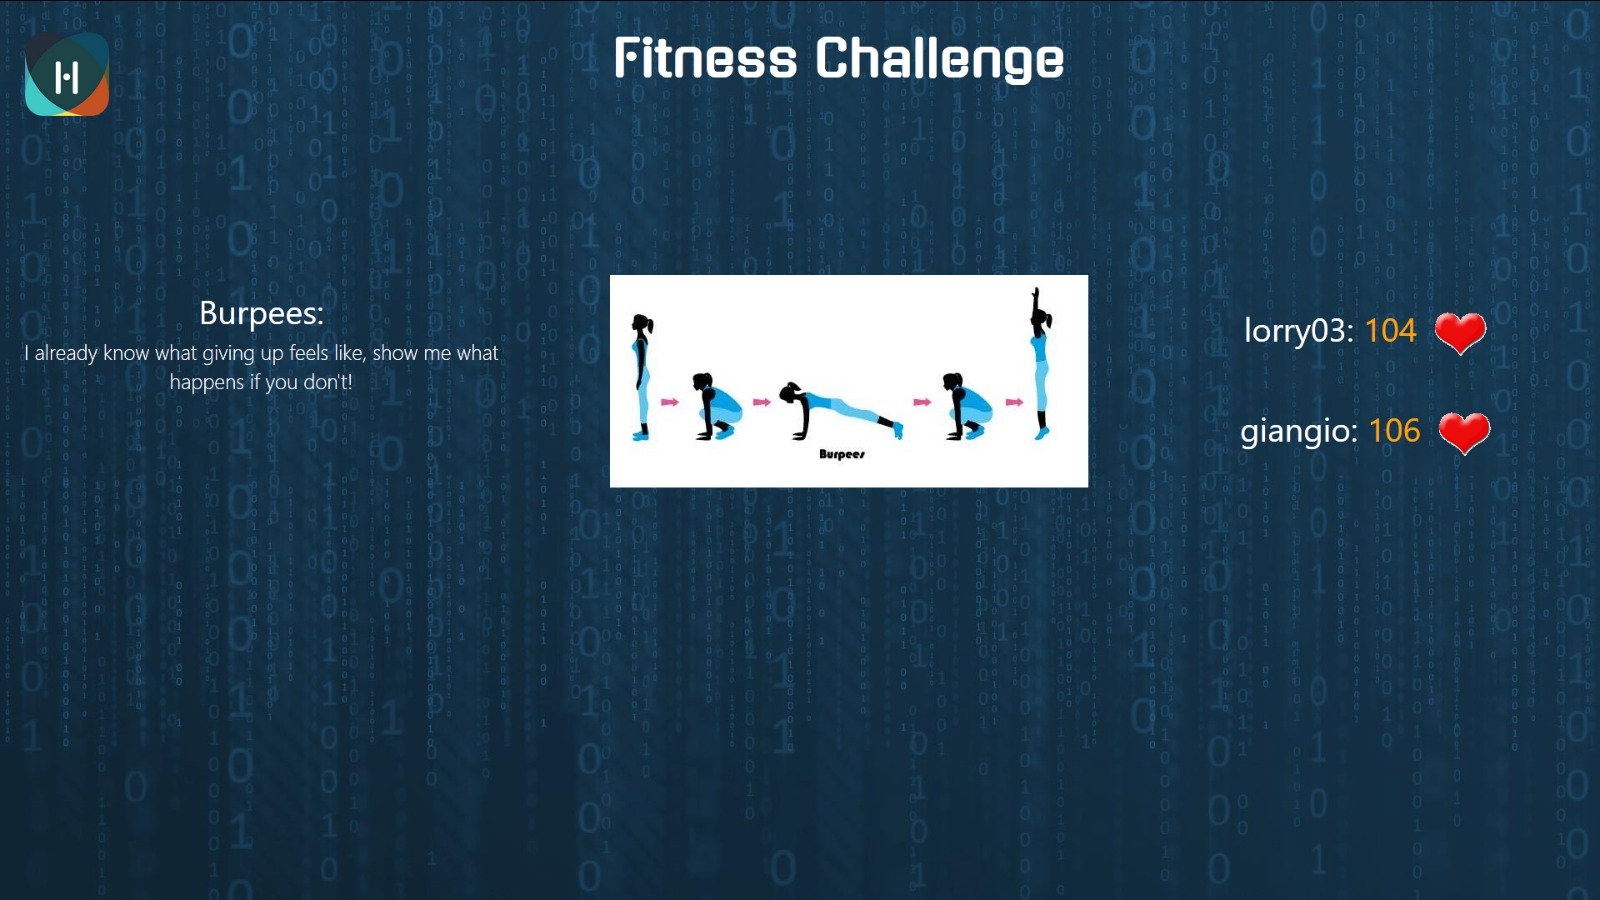 H
Fitness Challenge
Burpees:
I already know what giving up feels like, show me what
happens if you don't!
Burpees
lorry03: 104
giangio: 106